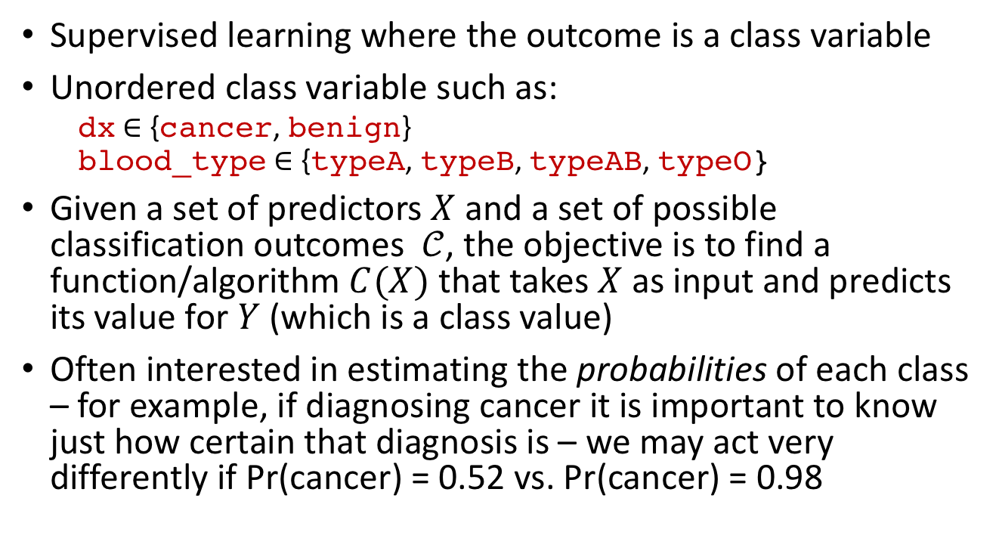 • Supervised learning where the outcome is a class variable
• Unordered class variable such as:
dx ∈ {cancer, benign}
blood_type ∈ {typeA, typeB, typeAB, typeO}
• Given a set of predictors X and a set of possible
classification outcomes 𝒞, the objective is to find a
function/algorithm C(X) that takes X as input and predicts
its value for Y (which is a class value)
• Often interested in estimating the probabilities of each class
– for example, if diagnosing cancer it is important to know
just how certain that diagnosis is – we may act very
differently if Pr(cancer) = 0.52 vs. Pr(cancer) = 0.98